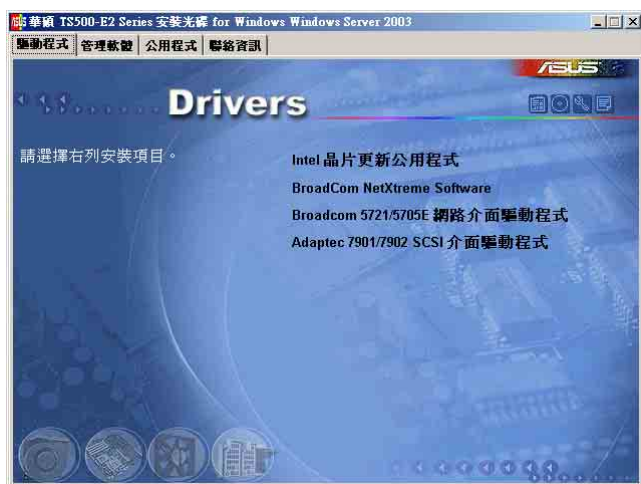 華碩 TS500-E2 Series 安裝光碟 for Windows Windows Server 2003
驅動程式 管理軟體 公用程式 聯絡資訊
ASUS
Drivers
請選擇右列安裝項目。
Intel 晶片更新公用程式
BroadCom NetXtreme Software
Broadcom 5721/5705E 網路介面驅動程式
Adaptec 7901/7902 SCSI 介面驅動程式